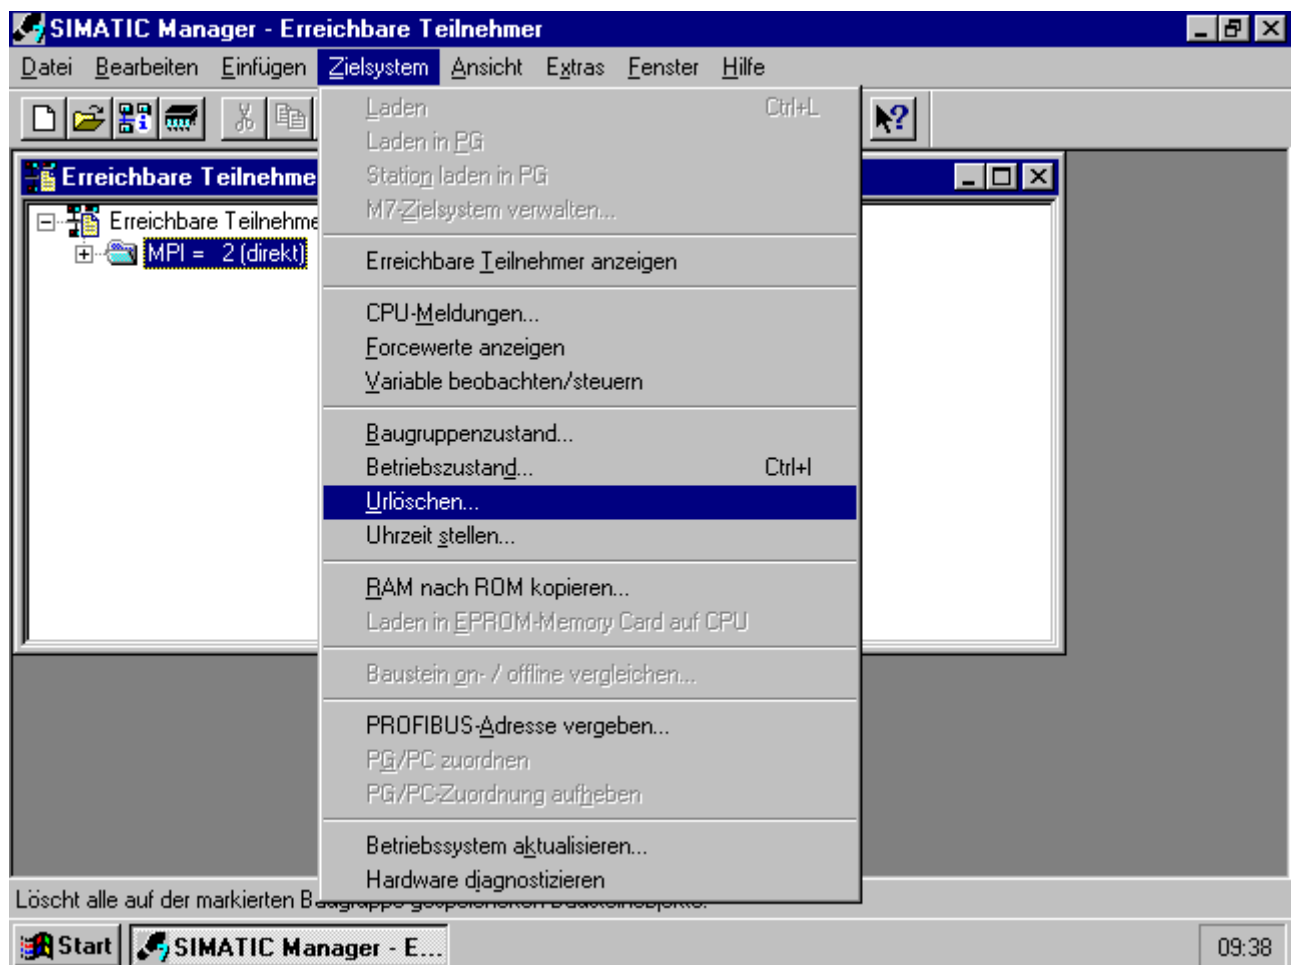 SIMATIC Manager - Erreichbare Teilnehmer
Datei Bearbeiten Einfügen Zielsystem Ansicht Extras Fenster Hilfe
Laden Ctrl+L
Laden in PG
Station laden in PG
M7-Zielsystem verwalten...
Erreichbare Teilnehmer anzeigen
CPU-Meldungen...
Forcewerte anzeigen
Variable beobachten/steuern
Baugruppenzustand...
Betriebszustand... Ctrl+I
Urlöschen...
Uhrzeit stellen...
RAM nach ROM kopieren...
Laden in EPROM-Memory Card auf CPU
Baustein on- / offline vergleichen...
PROFIBUS-Adresse vergeben...
PG/PC zuordnen
PG/PC-Zuordnung aufheben
Betriebssystem aktualisieren...
Hardware diagnostizieren
Erreichbare Teilnehme
Erreichbare Teilnehme
MPI = 2 (direkt)
Löscht alle auf der markierten
Start SIMATIC Manager - E... 09:38